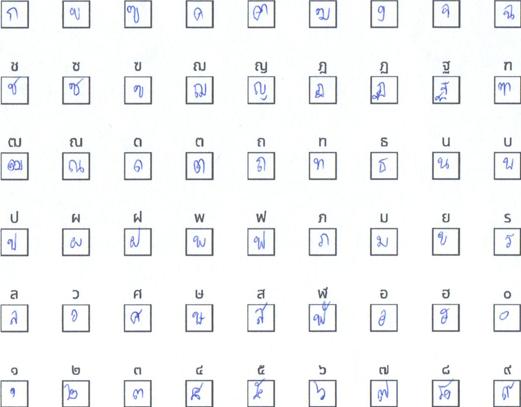 ก ข ฃ ค ฅ ฆ ง จ ฉ
ช ซ ฃ ฌ ญ ฎ ฏ ฐ ฑ
ช ซ ข ฌ ญ ฎ ฏ ฐ ฑ
ฒ ณ ด ต ถ ท ธ น บ
ฒ ณ ด ต ถ ท ธ น บ
ป ผ ฝ พ ฟ ภ ม ย ร
ป ผ ฝ พ ฟ ภ ม ย ร
ล ว ศ ษ ส ฬ อ ฮ ๐
ล ว ศ ษ ส ฬ อ ฮ ๐
๑ ๒ ๓ ๔ ๕ ๖ ๗ ๘ ๙
๑ ๒ ๓ ๔ ๕ ๖ ๗ ๘ ๙